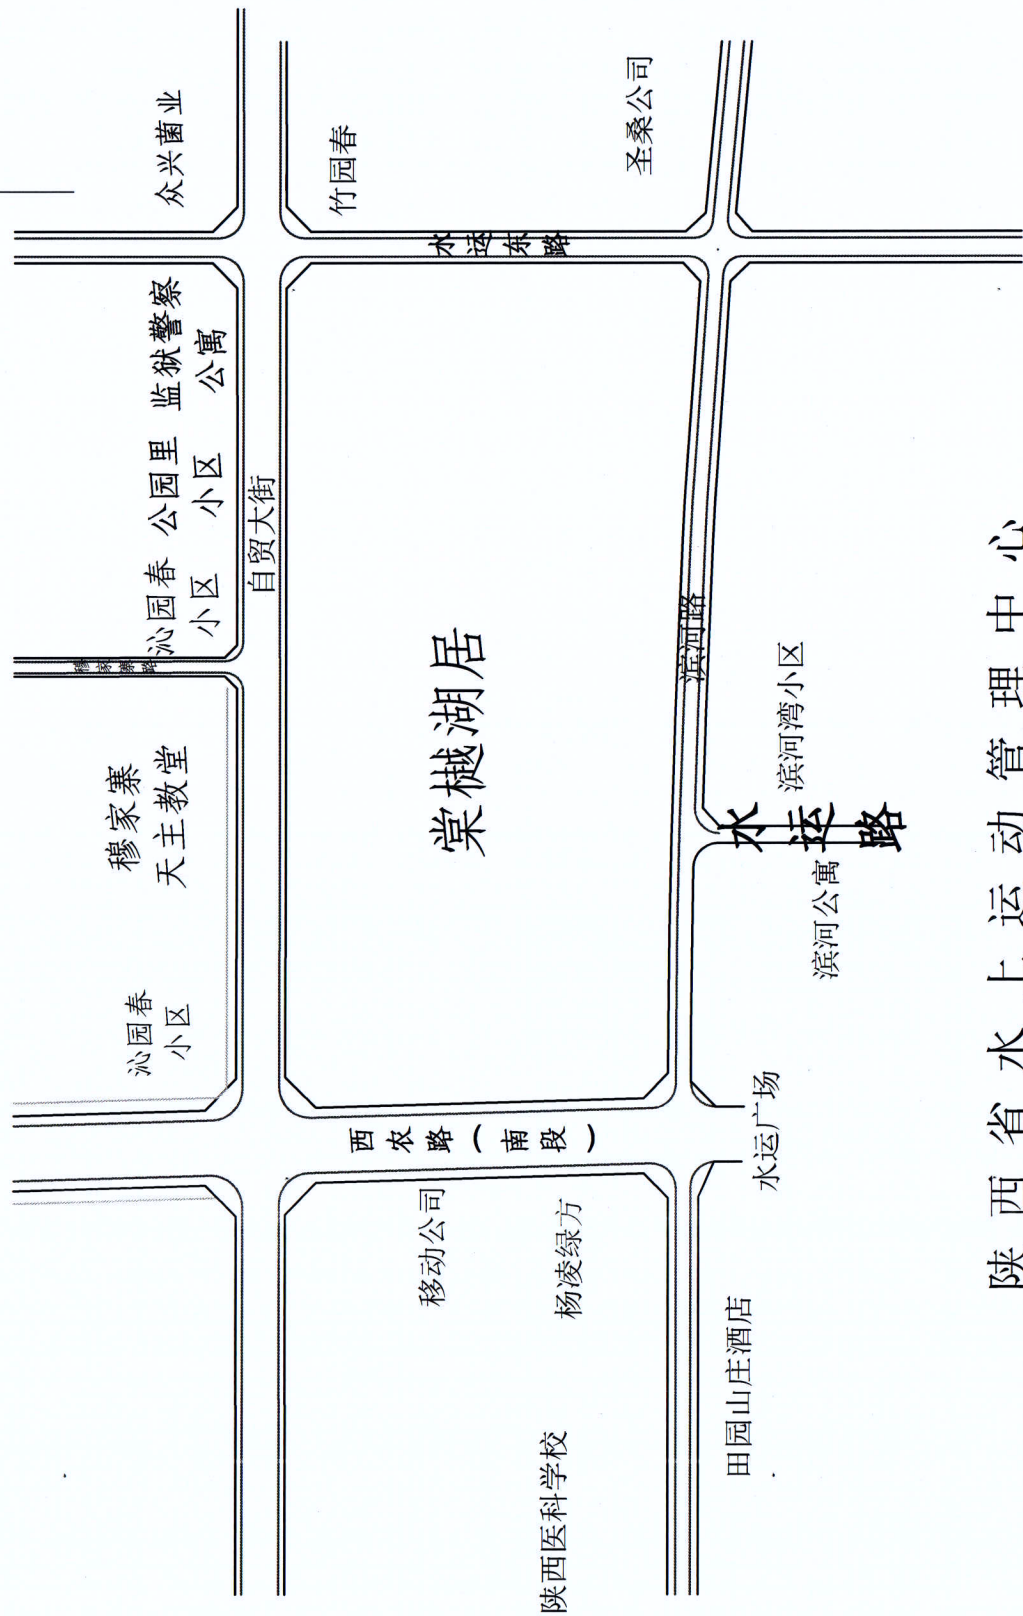 沁园春
小区
穆家寨
天主教堂
穆家寨路
沁园春
小区
公园里
小区
监狱警察
公寓
众兴菌业
自贸大街
西农路(南段)
棠樾湖居
水运东路
竹园春
移动公司
杨凌绿方
陕西医科学校
圣桑公司
滨河路
田园山庄酒店
水运广场
滨河公寓
水运路
滨河湾小区
陕西省水上运动管理中心